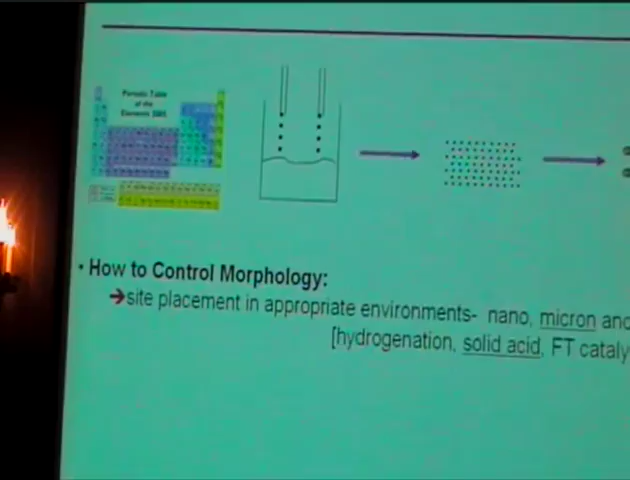 Periodic Table
of the
Elements
• How to Control Morphology:
➔site placement in appropriate environments- nano, micron and
[hydrogenation, solid acid, FT cataly